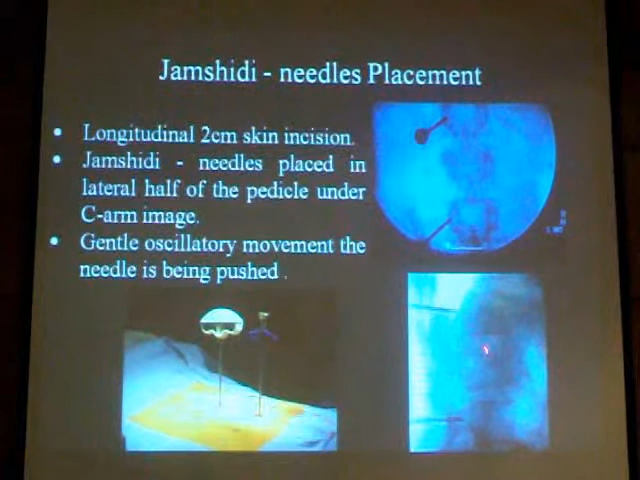 Jamshidi - needles Placement
• Longitudinal 2cm skin incision.
• Jamshidi - needles placed in
lateral half of the pedicle under
C-arm image.
• Gentle oscillatory movement the
needle is being pushed .